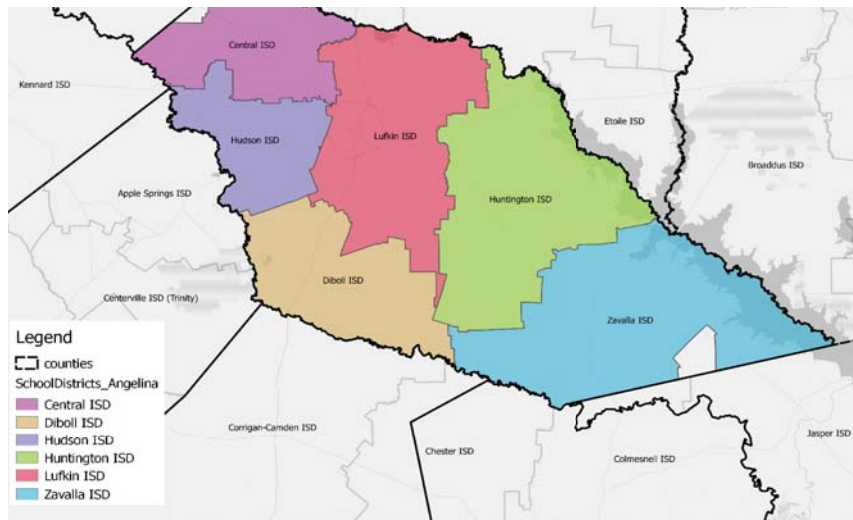 Central ISD
Kennard ISD
Etoile ISD
Hudson ISD
Lufkin ISD
Broaddus ISD
Apple Springs ISD
Huntington ISD
Diboll ISD
Centerville ISD (Trinity)
Zavalla ISD
Legend
counties
SchoolDistricts_Angelina
Central ISD
Diboll ISD
Hudson ISD
Huntington ISD
Lufkin ISD
Zavalla ISD
Corrigan-Camden ISD
Chester ISD
Colmesnell ISD
Jasper ISD